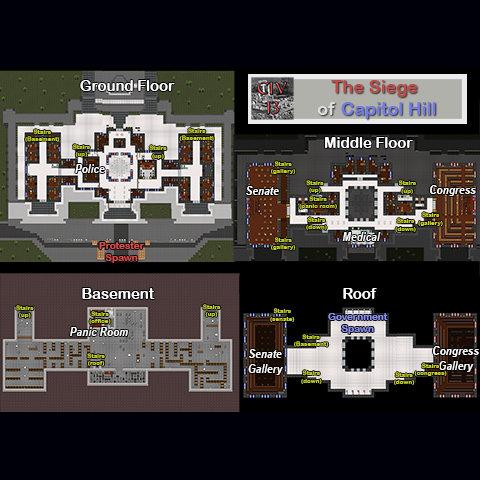 Ground Floor
Stairs
(Basement)
Stairs
(up)
Police
Stairs
(up)
Stairs
(Basement)
Protester
Spawn
CIV
13
The Siege
of Capitol Hill
Middle Floor
Stairs
(gallery)
Senate
Stairs
(up)
Stairs
(panic room)
Stairs
(down)
Stairs
(gallery)
Medical
Stairs
(up)
Congress
Stairs
(gallery)
Stairs
(down)
Basement
Stairs
(up)
Stairs
(office)
Panic Room
Stairs
(roof)
Stairs
(up)
Roof
Stairs
(senate)
Government
Spawn
Stairs
(Basement)
Senate
Gallery
Stairs
(down)
Stairs
(down)
Congress
Gallery
Stairs
(congress)